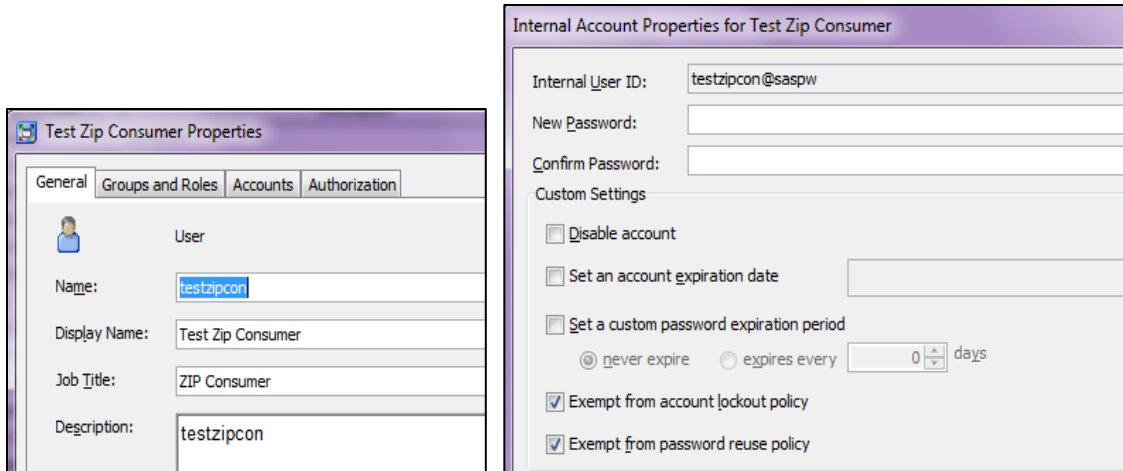 Test Zip Consumer Properties
General Groups and Roles Accounts Authorization
User
Name: testzipcon
Display Name: Test Zip Consumer
Job Title: ZIP Consumer
Description: testzipcon
Internal Account Properties for Test Zip Consumer
Internal User ID: testzipcon@saspw
New Password:
Confirm Password:
Custom Settings
Disable account
Set an account expiration date
Set a custom password expiration period
never expire expires every 0 days
Exempt from account lockout policy
Exempt from password reuse policy